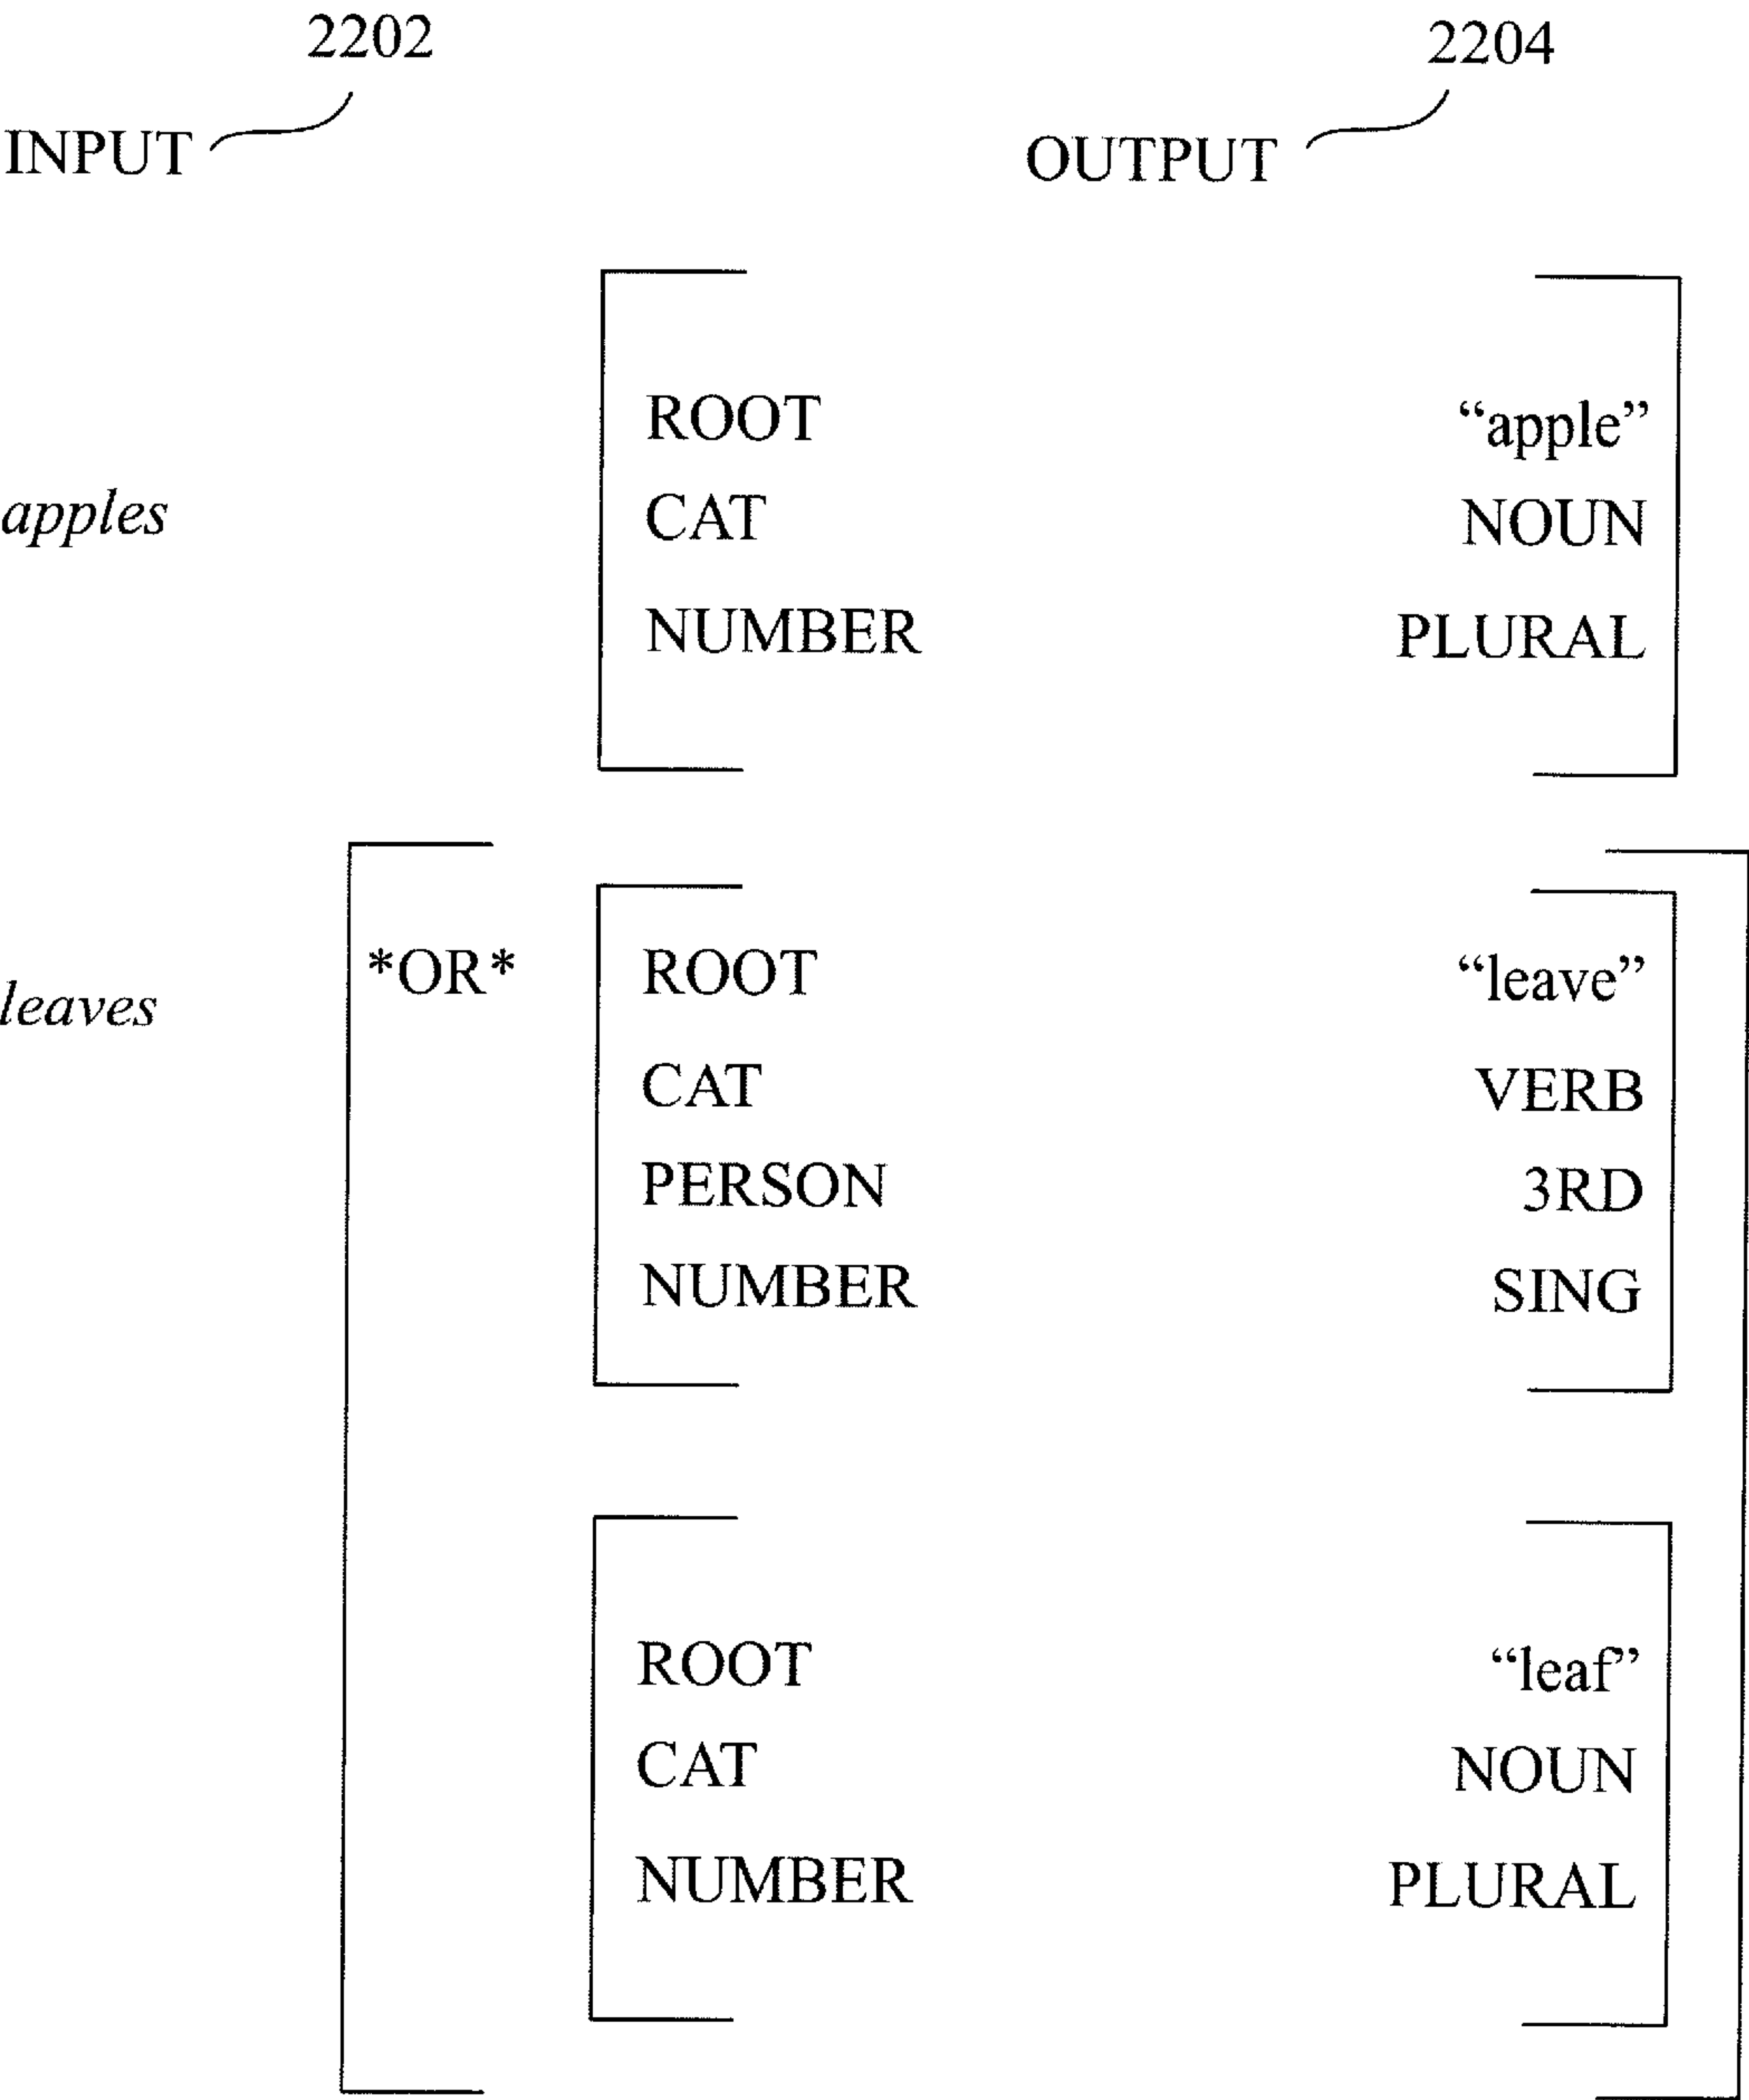 2202 2204
INPUT OUTPUT
ROOT “apple”
apples CAT NOUN
NUMBER PLURAL
*OR* ROOT “leave”
leaves
CAT VERB
PERSON 3RD
NUMBER SING
ROOT “leaf”
CAT NOUN
NUMBER PLURAL